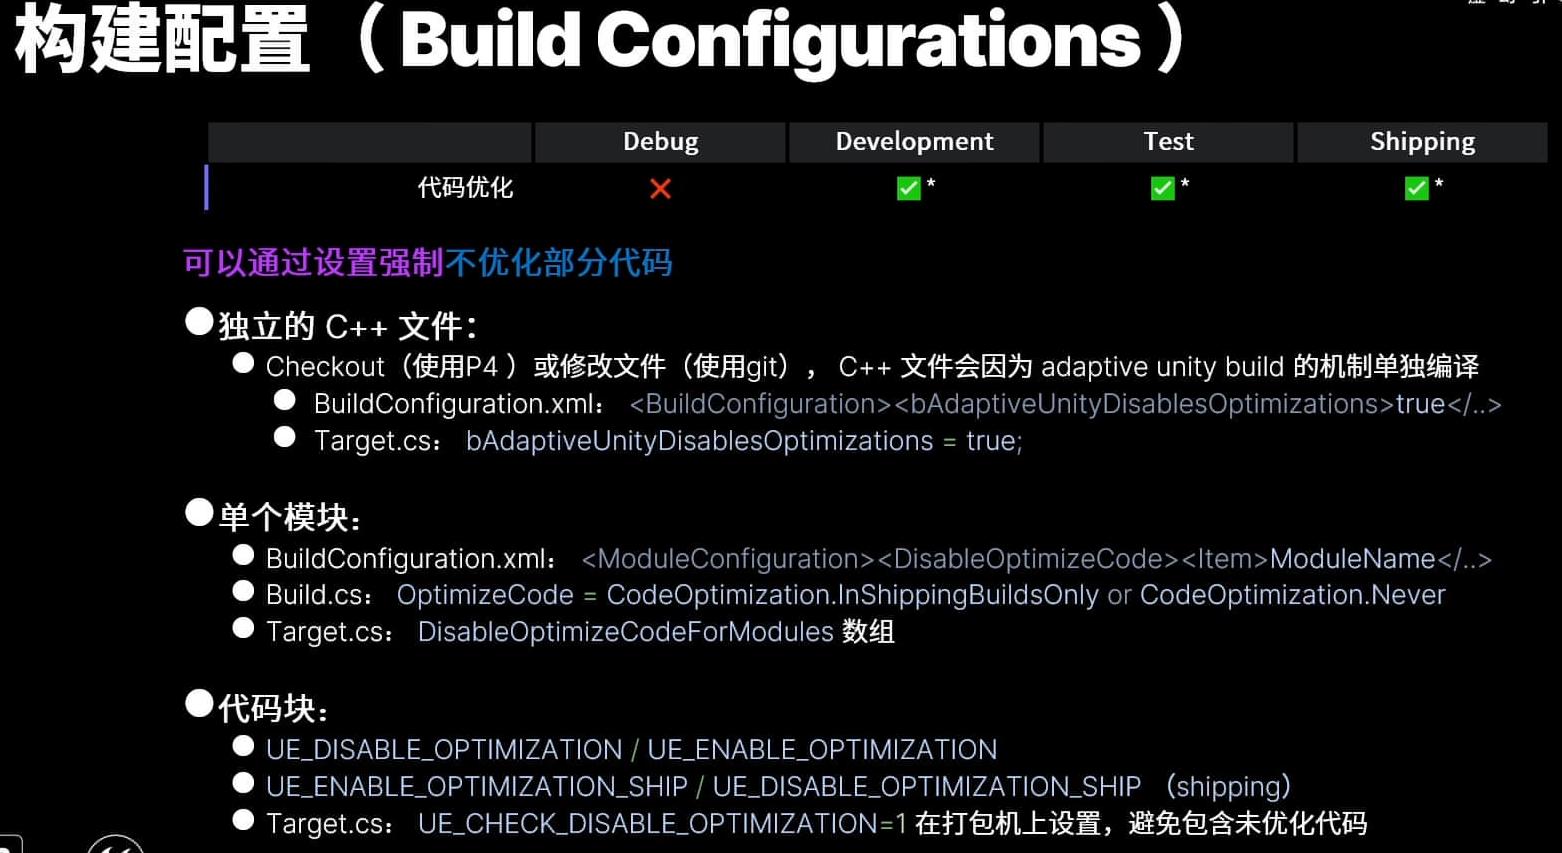 构建配置（Build Configurations）
Debug Development Test Shipping
代码优化 ❌ ✅* ✅* ✅*
可以通过设置强制不优化部分代码
●独立的 C++ 文件：
● Checkout（使用P4 ）或修改文件（使用git）， C++ 文件会因为 adaptive unity build 的机制单独编译
● BuildConfiguration.xml： <BuildConfiguration><bAdaptiveUnityDisablesOptimizations>true</..>
● Target.cs： bAdaptiveUnityDisablesOptimizations = true;
●单个模块：
● BuildConfiguration.xml： <ModuleConfiguration><DisableOptimizeCode><Item>ModuleName</..>
● Build.cs： OptimizeCode = CodeOptimization.InShippingBuildsOnly or CodeOptimization.Never
● Target.cs： DisableOptimizeCodeForModules 数组
●代码块：
● UE_DISABLE_OPTIMIZATION / UE_ENABLE_OPTIMIZATION
● UE_ENABLE_OPTIMIZATION_SHIP / UE_DISABLE_OPTIMIZATION_SHIP （shipping）
● Target.cs： UE_CHECK_DISABLE_OPTIMIZATION=1 在打包机上设置，避免包含未优化代码